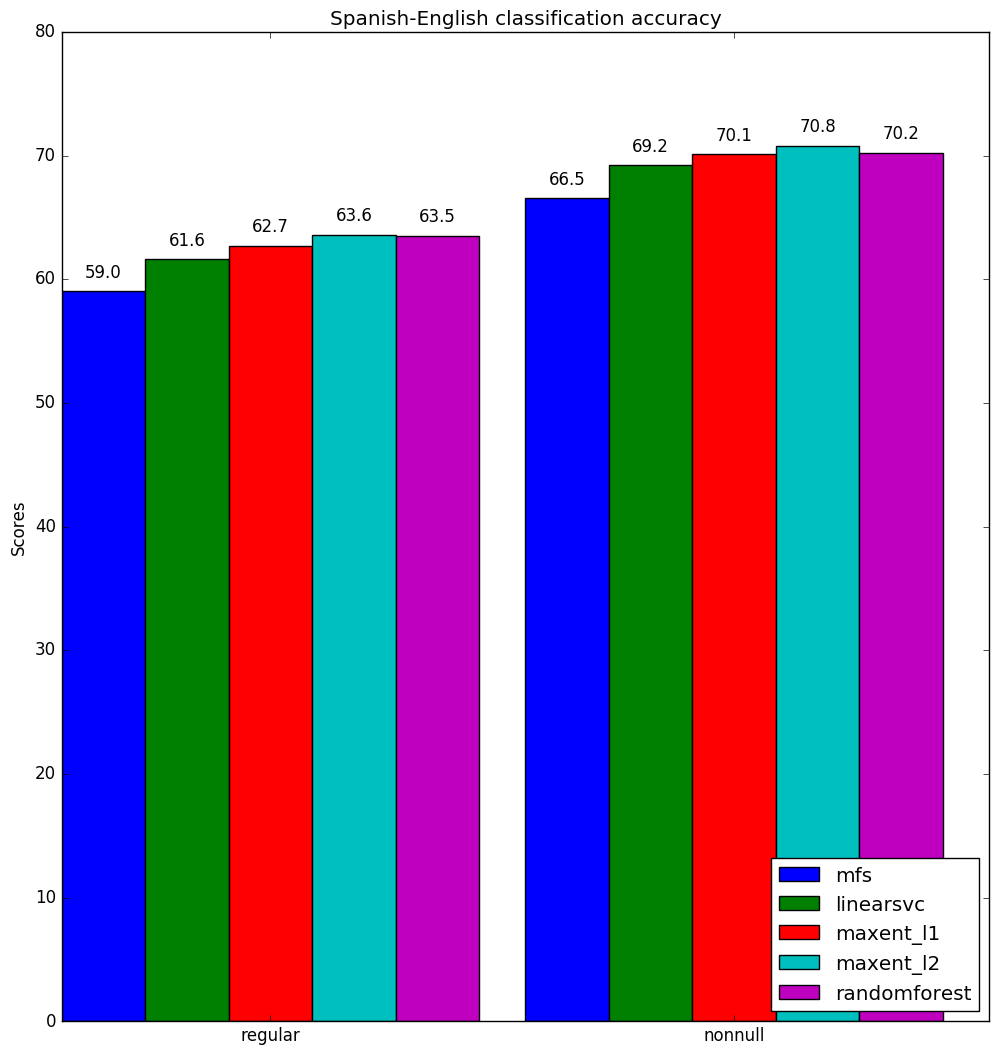 Spanish-English classification accuracy
80
70
60
50
40
30
20
10
0
Scores
59.0
61.6
62.7
63.6
63.5
66.5
69.2
70.1
70.8
70.2
regular
nonnull
mfs
linearsvc
maxent_l1
maxent_l2
randomforest